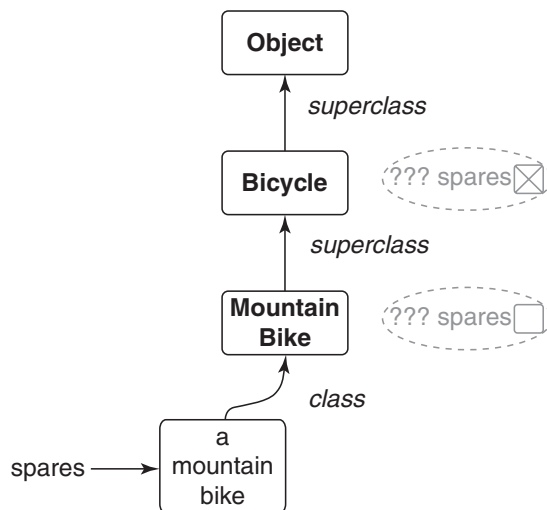 Object
superclass
Bicycle
??? spares
superclass
Mountain
Bike
??? spares
class
a
mountain
bike
spares